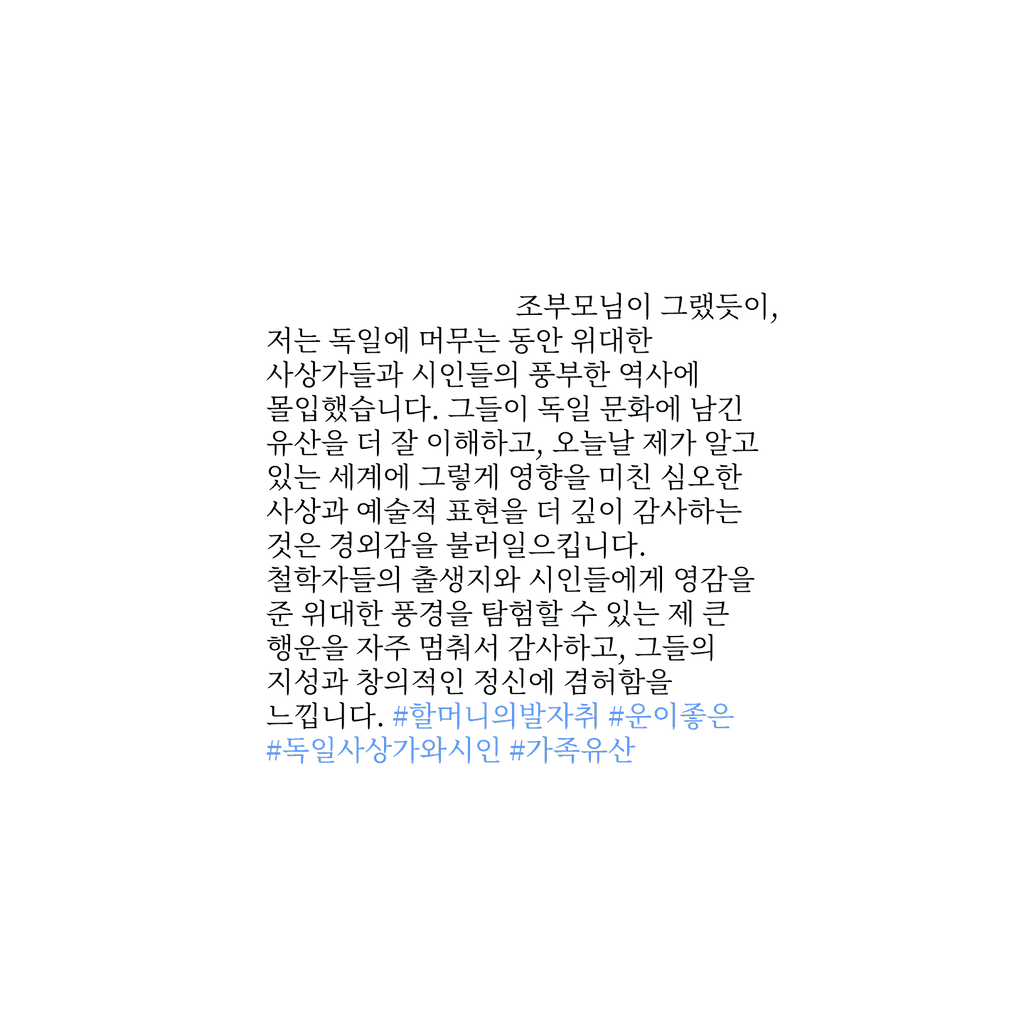 조부모님이 그랬듯이,
저는 독일에 머무는 동안 위대한
사상가들과 시인들의 풍부한 역사에
몰입했습니다. 그들이 독일 문화에 남긴
유산을 더 잘 이해하고, 오늘날 제가 알고
있는 세계에 그렇게 영향을 미친 심오한
사상과 예술적 표현을 더 깊이 감사하는
것은 경외감을 불러일으킵니다.
철학자들의 출생지와 시인들에게 영감을
준 위대한 풍경을 탐험할 수 있는 제 큰
행운을 자주 멈춰서 감사하고, 그들의
지성과 창의적인 정신에 겸허함을
느낍니다. #할머니의발자취 #운이좋은
#독일사상가와시인 #가족유산